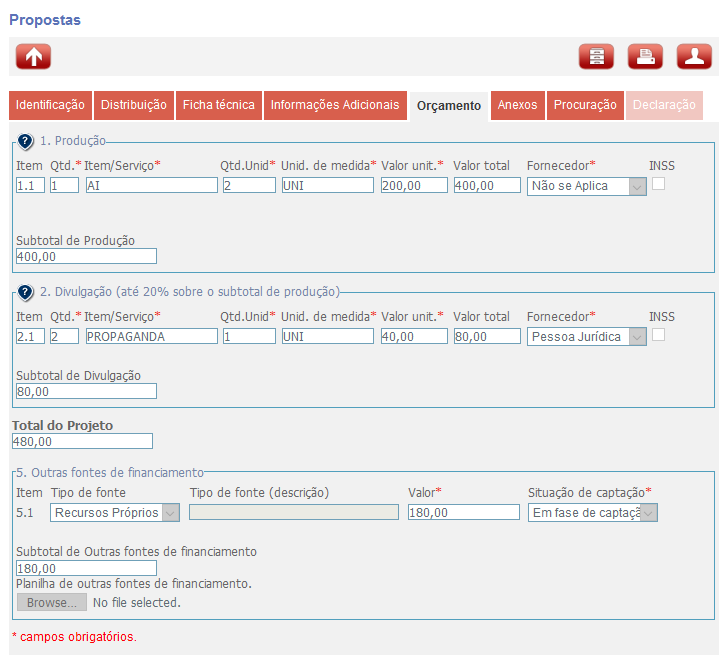 Propostas
Identificação Distribuição Ficha técnica Informações Adicionais Orçamento Anexos Procuração Declaração
? 1. Produção
Item Qtd.* Item/Serviço* Qtd.Unid* Unid. de medida* Valor unit.* Valor total Fornecedor* INSS
1.1 1 AI 2 UNI 200,00 400,00 Não se Aplica
Subtotal de Produção
400,00
? 2. Divulgação (até 20% sobre o subtotal de produção)
Item Qtd.* Item/Serviço* Qtd.Unid* Unid. de medida* Valor unit.* Valor total Fornecedor* INSS
2.1 2 PROPAGANDA 1 UNI 40,00 80,00 Pessoa Jurídica
Subtotal de Divulgação
80,00
Total do Projeto
480,00
5. Outras fontes de financiamento
Item Tipo de fonte Tipo de fonte (descrição) Valor* Situação de captação*
5.1 Recursos Próprios 180,00 Em fase de captaçã
Subtotal de Outras fontes de financiamento
180,00
Planilha de outras fontes de financiamento.
Browse... No file selected.
* campos obrigatórios.